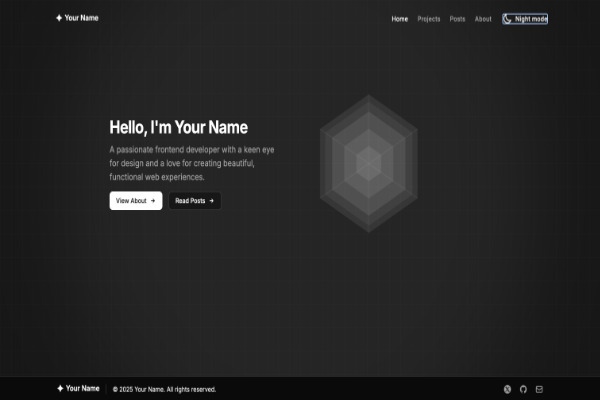 Your Name
Home Projects Posts About Night mode
Hello, I'm Your Name
A passionate frontend developer with a keen eye
for design and a love for creating beautiful,
functional web experiences.
View About → Read Posts →
Your Name © 2025 Your Name. All rights reserved.